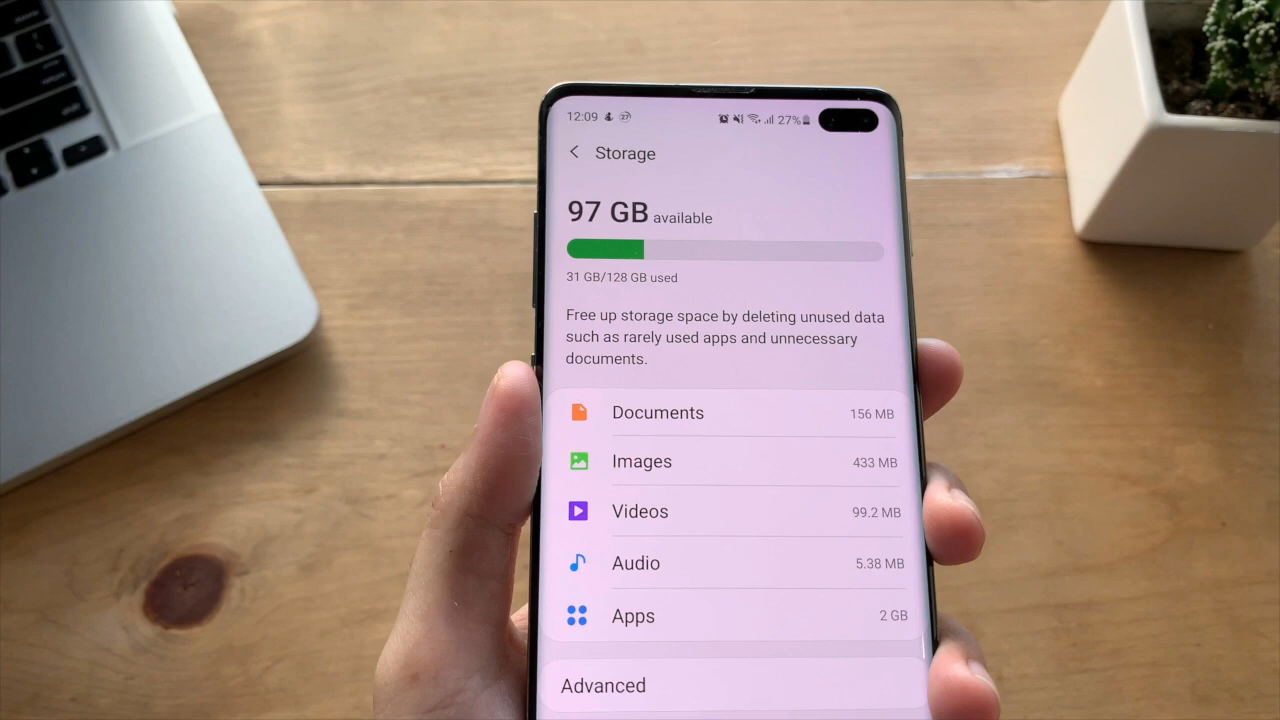 12:09 27 27%
Storage
97 GB available
31 GB/128 GB used
Free up storage space by deleting unused data
such as rarely used apps and unnecessary
documents.
Documents 156 MB
Images 433 MB
Videos 99.2 MB
Audio 5.38 MB
Apps 2 GB
Advanced